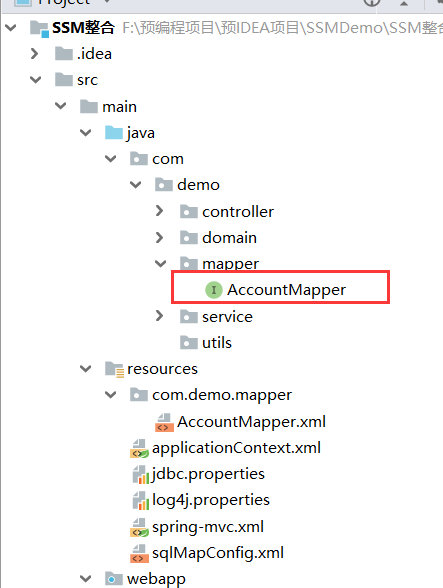 Project
SSM整合 F:\预编程项目\预IDEA项目\SSMDemo\SSM整
.idea
src
main
java
com
demo
controller
domain
mapper
I AccountMapper
service
utils
resources
com.demo.mapper
AccountMapper.xml
applicationContext.xml
jdbc.properties
log4j.properties
spring-mvc.xml
sqlMapConfig.xml
webapp